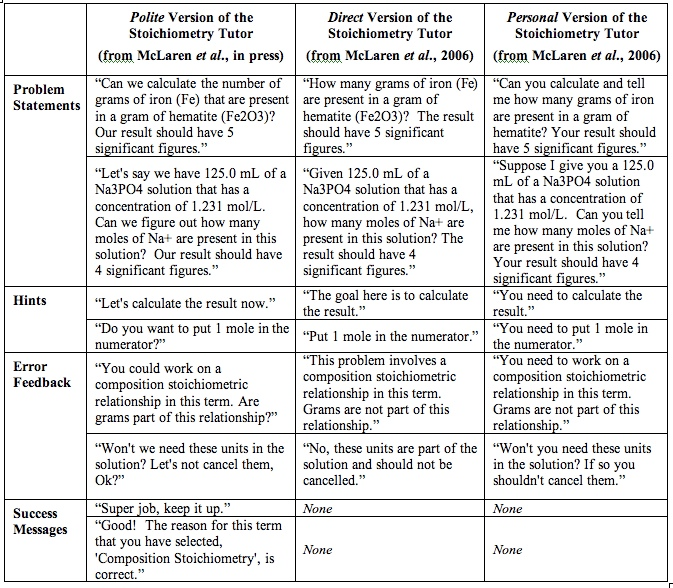 Polite Version of the
Stoichiometry Tutor
(from McLaren et al., in press)
Direct Version of the
Stoichiometry Tutor
(from McLaren et al., 2006)
Personal Version of the
Stoichiometry Tutor
(from McLaren et al., 2006)
Problem
Statements
“Can we calculate the number of
grams of iron (Fe) that are present
in a gram of hematite (Fe2O3)?
Our result should have 5
significant figures.”
“How many grams of iron (Fe)
are present in a gram of
hematite (Fe2O3)?  The result
should have 5 significant
figures.”
“Can you calculate and tell
me how many grams of iron
are present in a gram of
hematite? Your result should
have 5 significant figures.”
“Let's say we have 125.0 mL of a
Na3PO4 solution that has a
concentration of 1.231 mol/L.
Can we figure out how many
moles of Na+ are present in this
solution?  Our result should have
4 significant figures.”
“Given 125.0 mL of a
Na3PO4 solution that has a
concentration of 1.231 mol/L,
how many moles of Na+ are
present in this solution? The
result should have 4
significant figures.”
“Suppose I give you a 125.0
mL of a Na3PO4 solution
that has a concentration of
1.231 mol/L.  Can you tell
me how many moles of Na+
are present in this solution?
Your result should have 4
significant figures.”
Hints
“Let's calculate the result now.”
“The goal here is to calculate
the result.”
“You need to calculate the
result.”
“Do you want to put 1 mole in the
numerator?”
“Put 1 mole in the numerator.”
“You need to put 1 mole in
the numerator.”
Error
Feedback
“You could work on a
composition stoichiometric
relationship in this term. Are
grams part of this relationship?”
“This problem involves a
composition stoichiometric
relationship in this term.
Grams are not part of this
relationship.”
“You need to work on a
composition stoichiometric
relationship in this term.
Grams are not part of this
relationship.”
“Won't we need these units in the
solution? Let's not cancel them,
Ok?”
“No, these units are part of the
solution and should not be
cancelled.”
“Won't you need these units
in the solution? If so you
shouldn't cancel them.”
Success
Messages
“Super job, keep it up.”
None
None
“Good!  The reason for this term
that you have selected,
'Composition Stoichiometry', is
correct.”
None
None